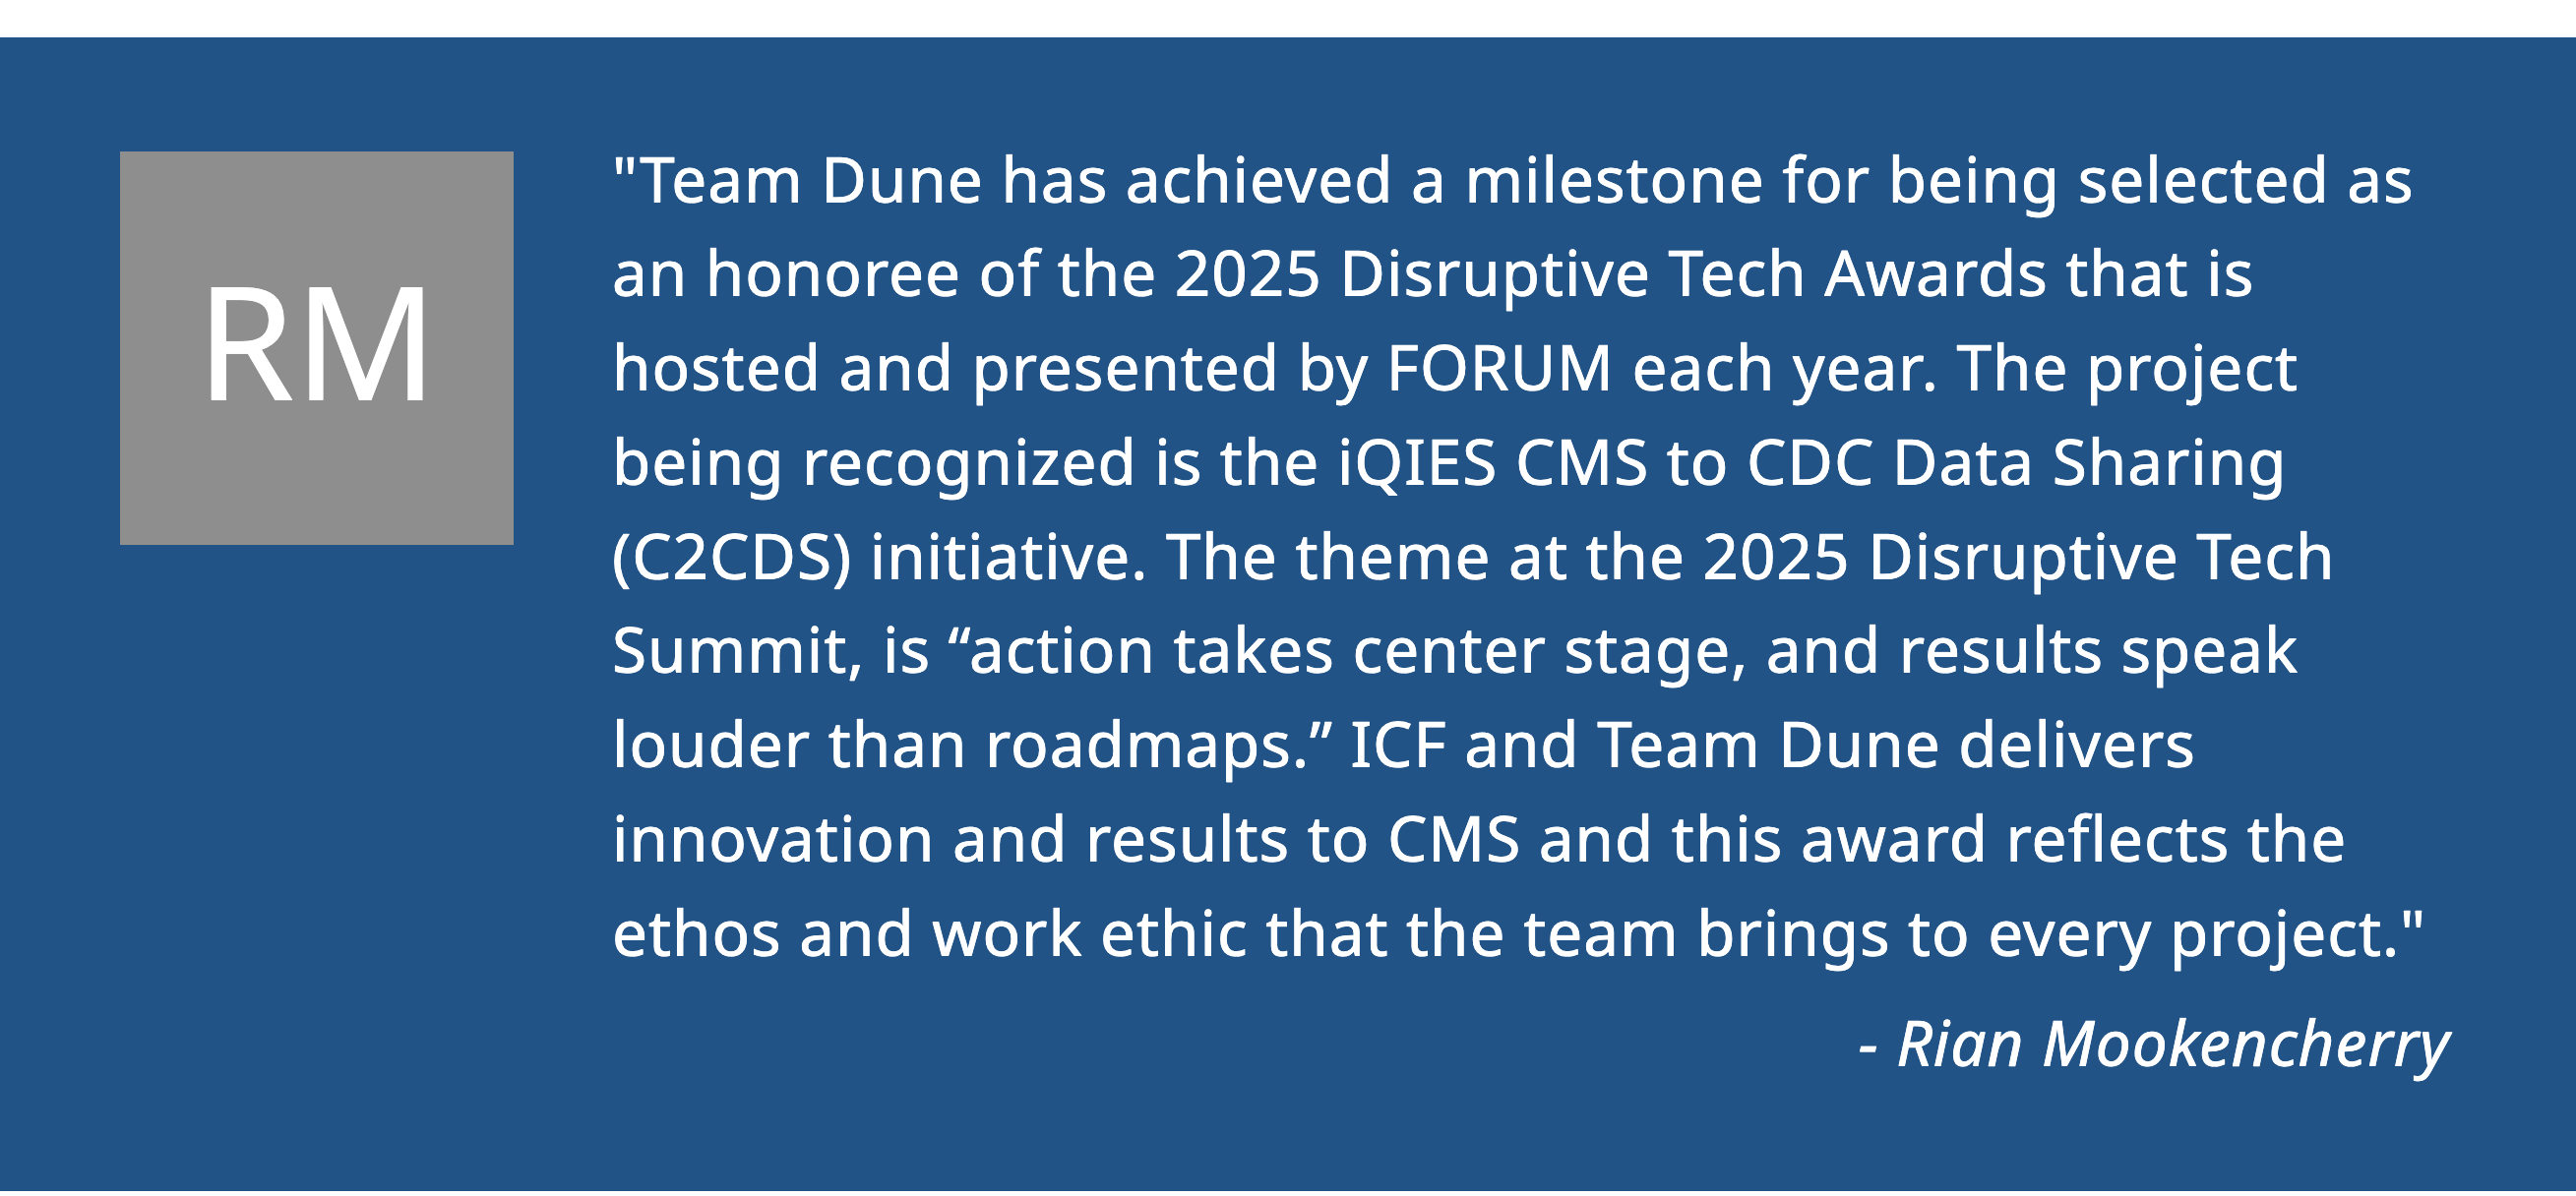 RM
"Team Dune has achieved a milestone for being selected as
an honoree of the 2025 Disruptive Tech Awards that is
hosted and presented by FORUM each year. The project
being recognized is the iQIES CMS to CDC Data Sharing
(C2CDS) initiative. The theme at the 2025 Disruptive Tech
Summit, is “action takes center stage, and results speak
louder than roadmaps.” ICF and Team Dune delivers
innovation and results to CMS and this award reflects the
ethos and work ethic that the team brings to every project."
- Rian Mookencherry